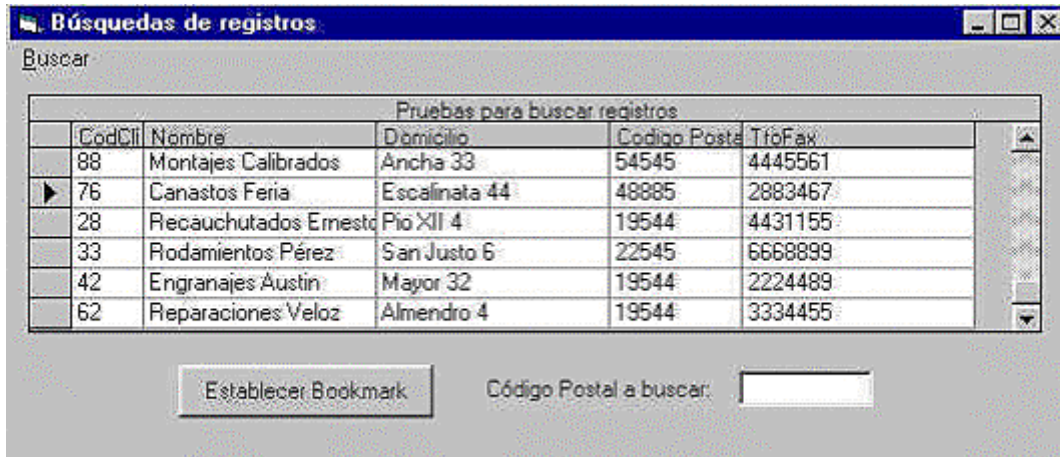 Búsquedas de registros
Buscar
Pruebas para buscar registros
CodCli Nombre Domicilio Codigo Posta TfoFax
88 Montajes Calibrados Ancha 33 54545 4445561
76 Canastos Feria Escalinata 44 48885 2883467
28 Recauchutados Ernesto Pio XII 4 19544 4431155
33 Rodamientos Pérez San Justo 6 22545 6668899
42 Engranajes Austin Mayor 32 19544 2224489
62 Reparaciones Veloz Almendro 4 19544 3334455
Establecer Bookmark Código Postal a buscar: